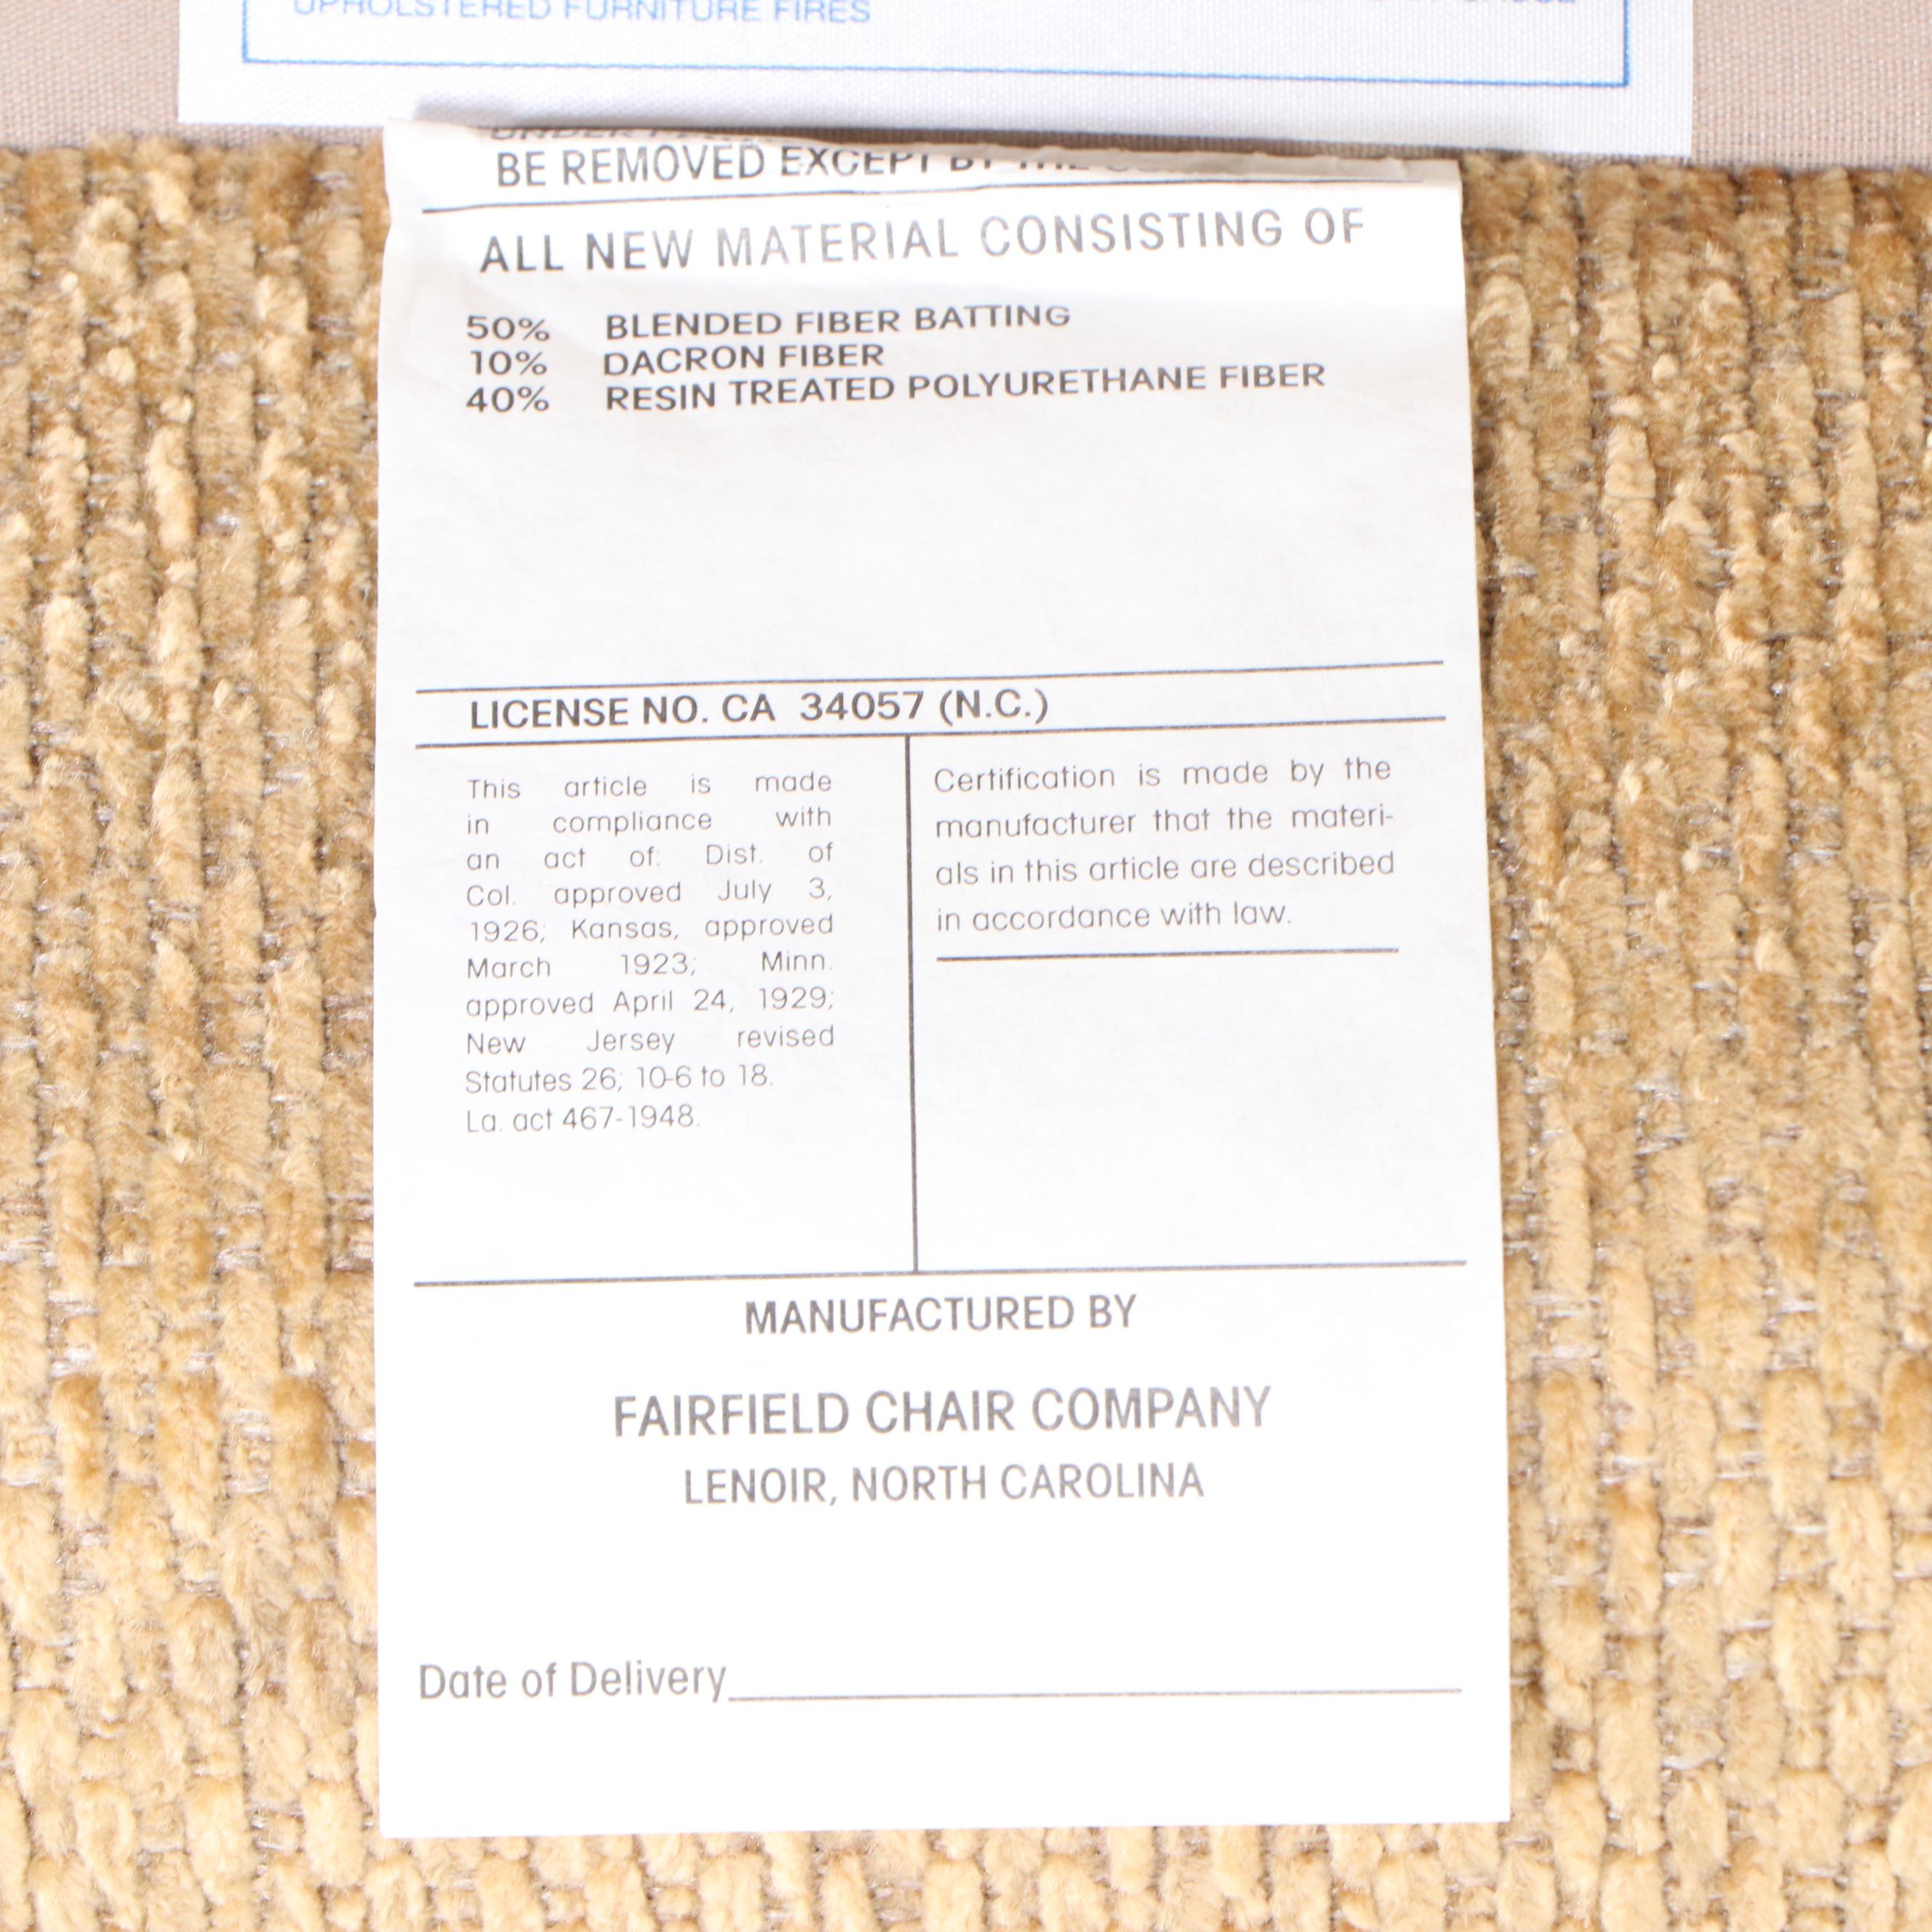 UPHOLSTERED FURNITURE FIRES
UNDER
BE REMOVED EXCEPT BY THE
ALL NEW MATERIAL CONSISTING OF
50% BLENDED FIBER BATTING
10% DACRON FIBER
40% RESIN TREATED POLYURETHANE FIBER
LICENSE NO. CA 34057 (N.C.)
This article is made
in compliance with
an act of: Dist. of
Col. approved July 3,
1926; Kansas, approved
March 1923; Minn.
approved April 24, 1929;
New Jersey revised
Statutes 26; 10-6 to 18.
La. act 467-1948.
Certification is made by the
manufacturer that the materi-
als in this article are described
in accordance with law.
MANUFACTURED BY
FAIRFIELD CHAIR COMPANY
LENOIR, NORTH CAROLINA
Date of Delivery